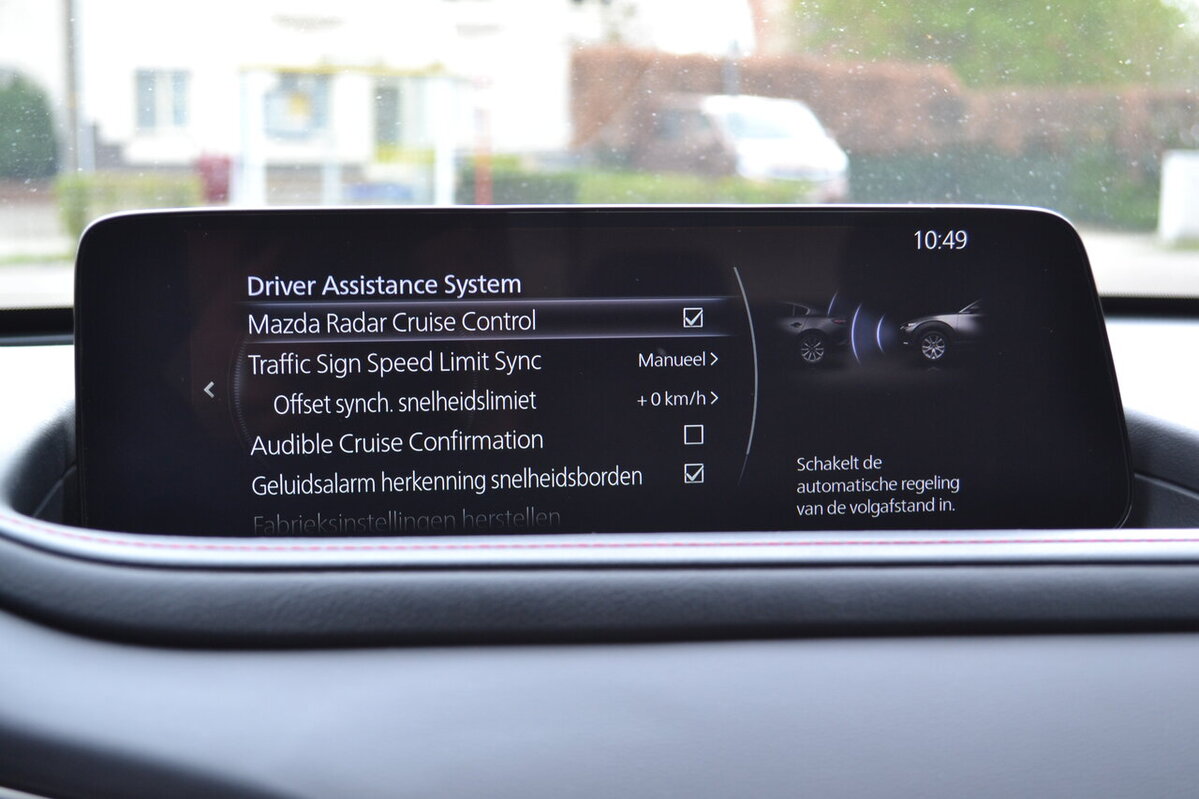 10:49
Driver Assistance System
Mazda Radar Cruise Control
Traffic Sign Speed Limit Sync Manueel >
Offset synch. snelheidslimiet + 0 km/h >
Audible Cruise Confirmation
Geluidsalarm herkenning snelheidsborden
Fabrieksinstellingen herstellen
Schakelt de
automatische regeling
van de volgafstand in.